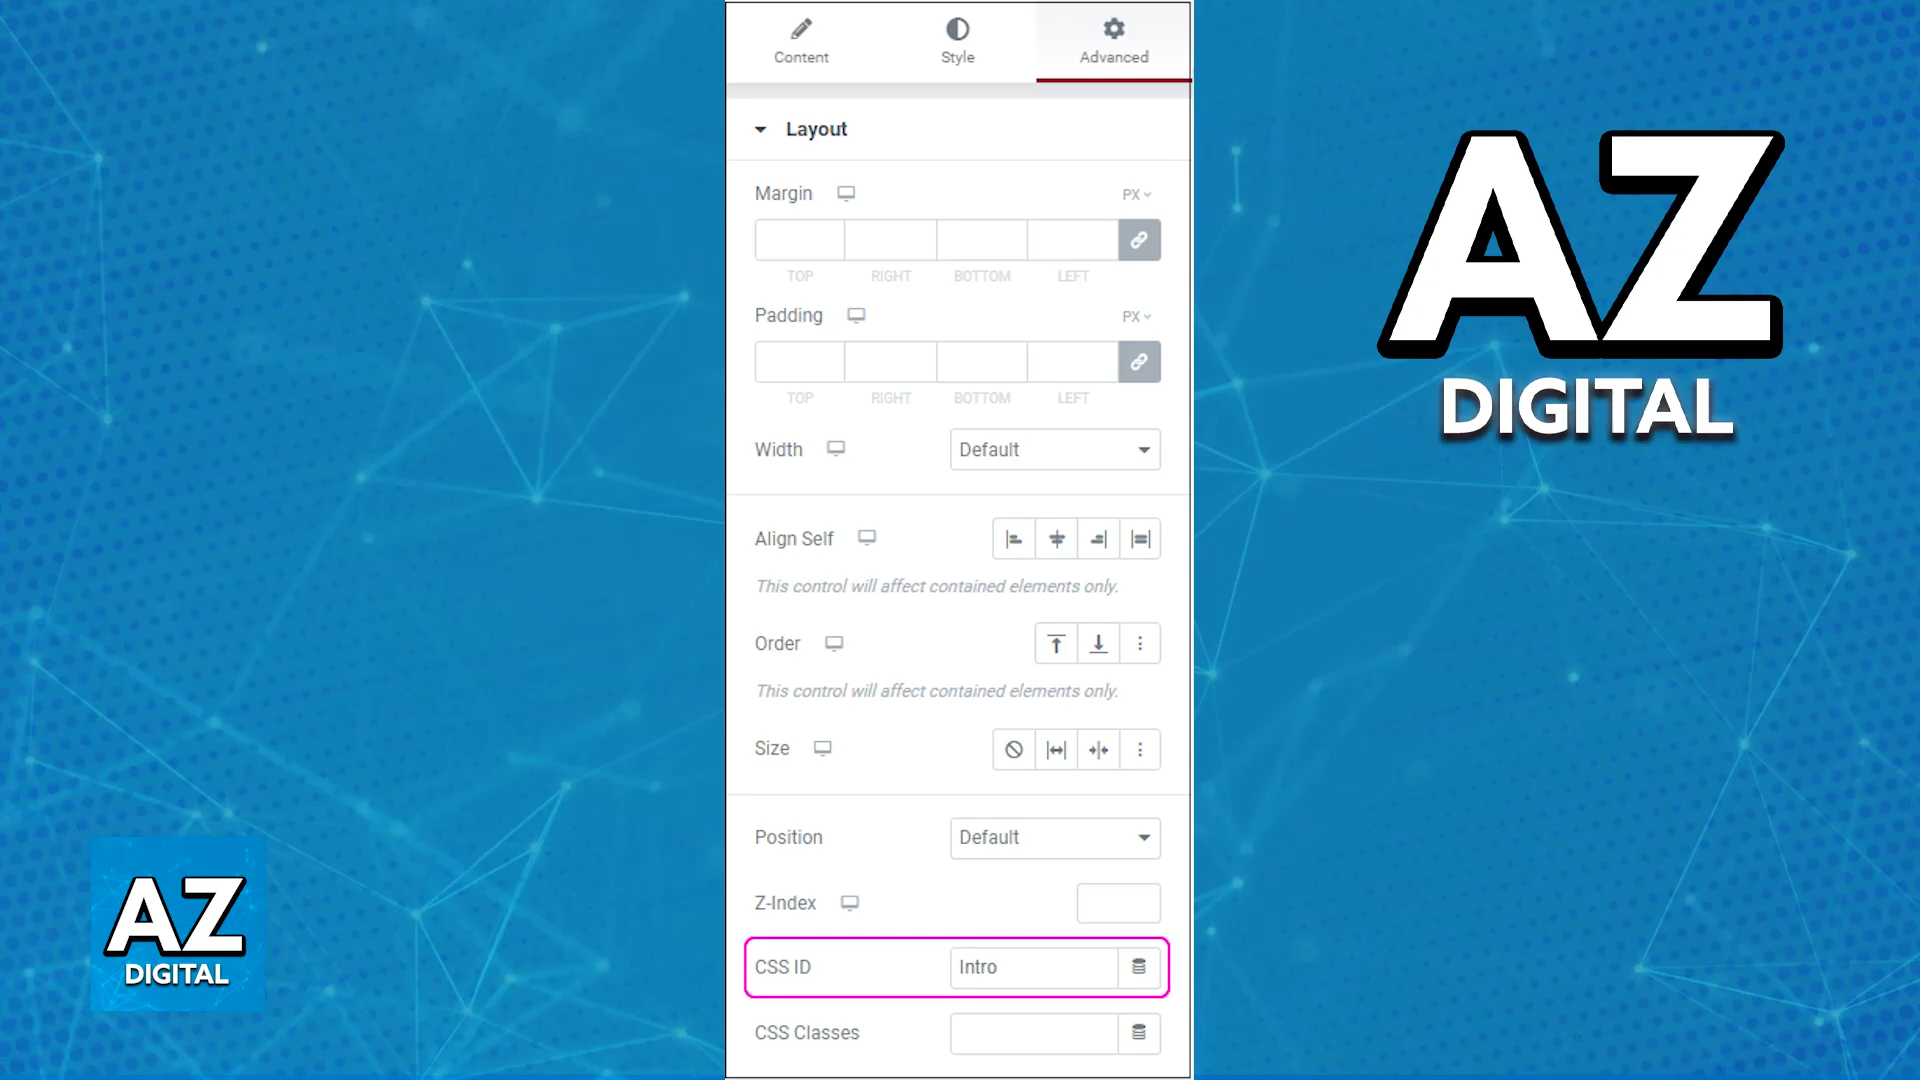 Content Style Advanced
Layout
Margin PX
TOP RIGHT BOTTOM LEFT
Padding PX
TOP RIGHT BOTTOM LEFT
Width Default
Align Self
This control will affect contained elements only.
Order
This control will affect contained elements only.
Size
Position Default
Z-Index
CSS ID Intro
CSS Classes
AZ
DIGITAL
AZ
DIGITAL